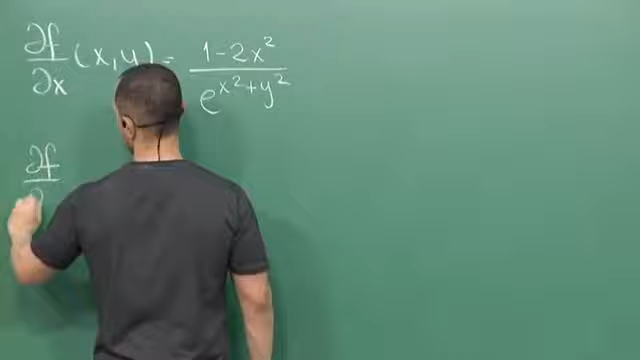 ∂f/∂x (x,y) = (1-2x²)/e^(x²+y²)
∂f/∂